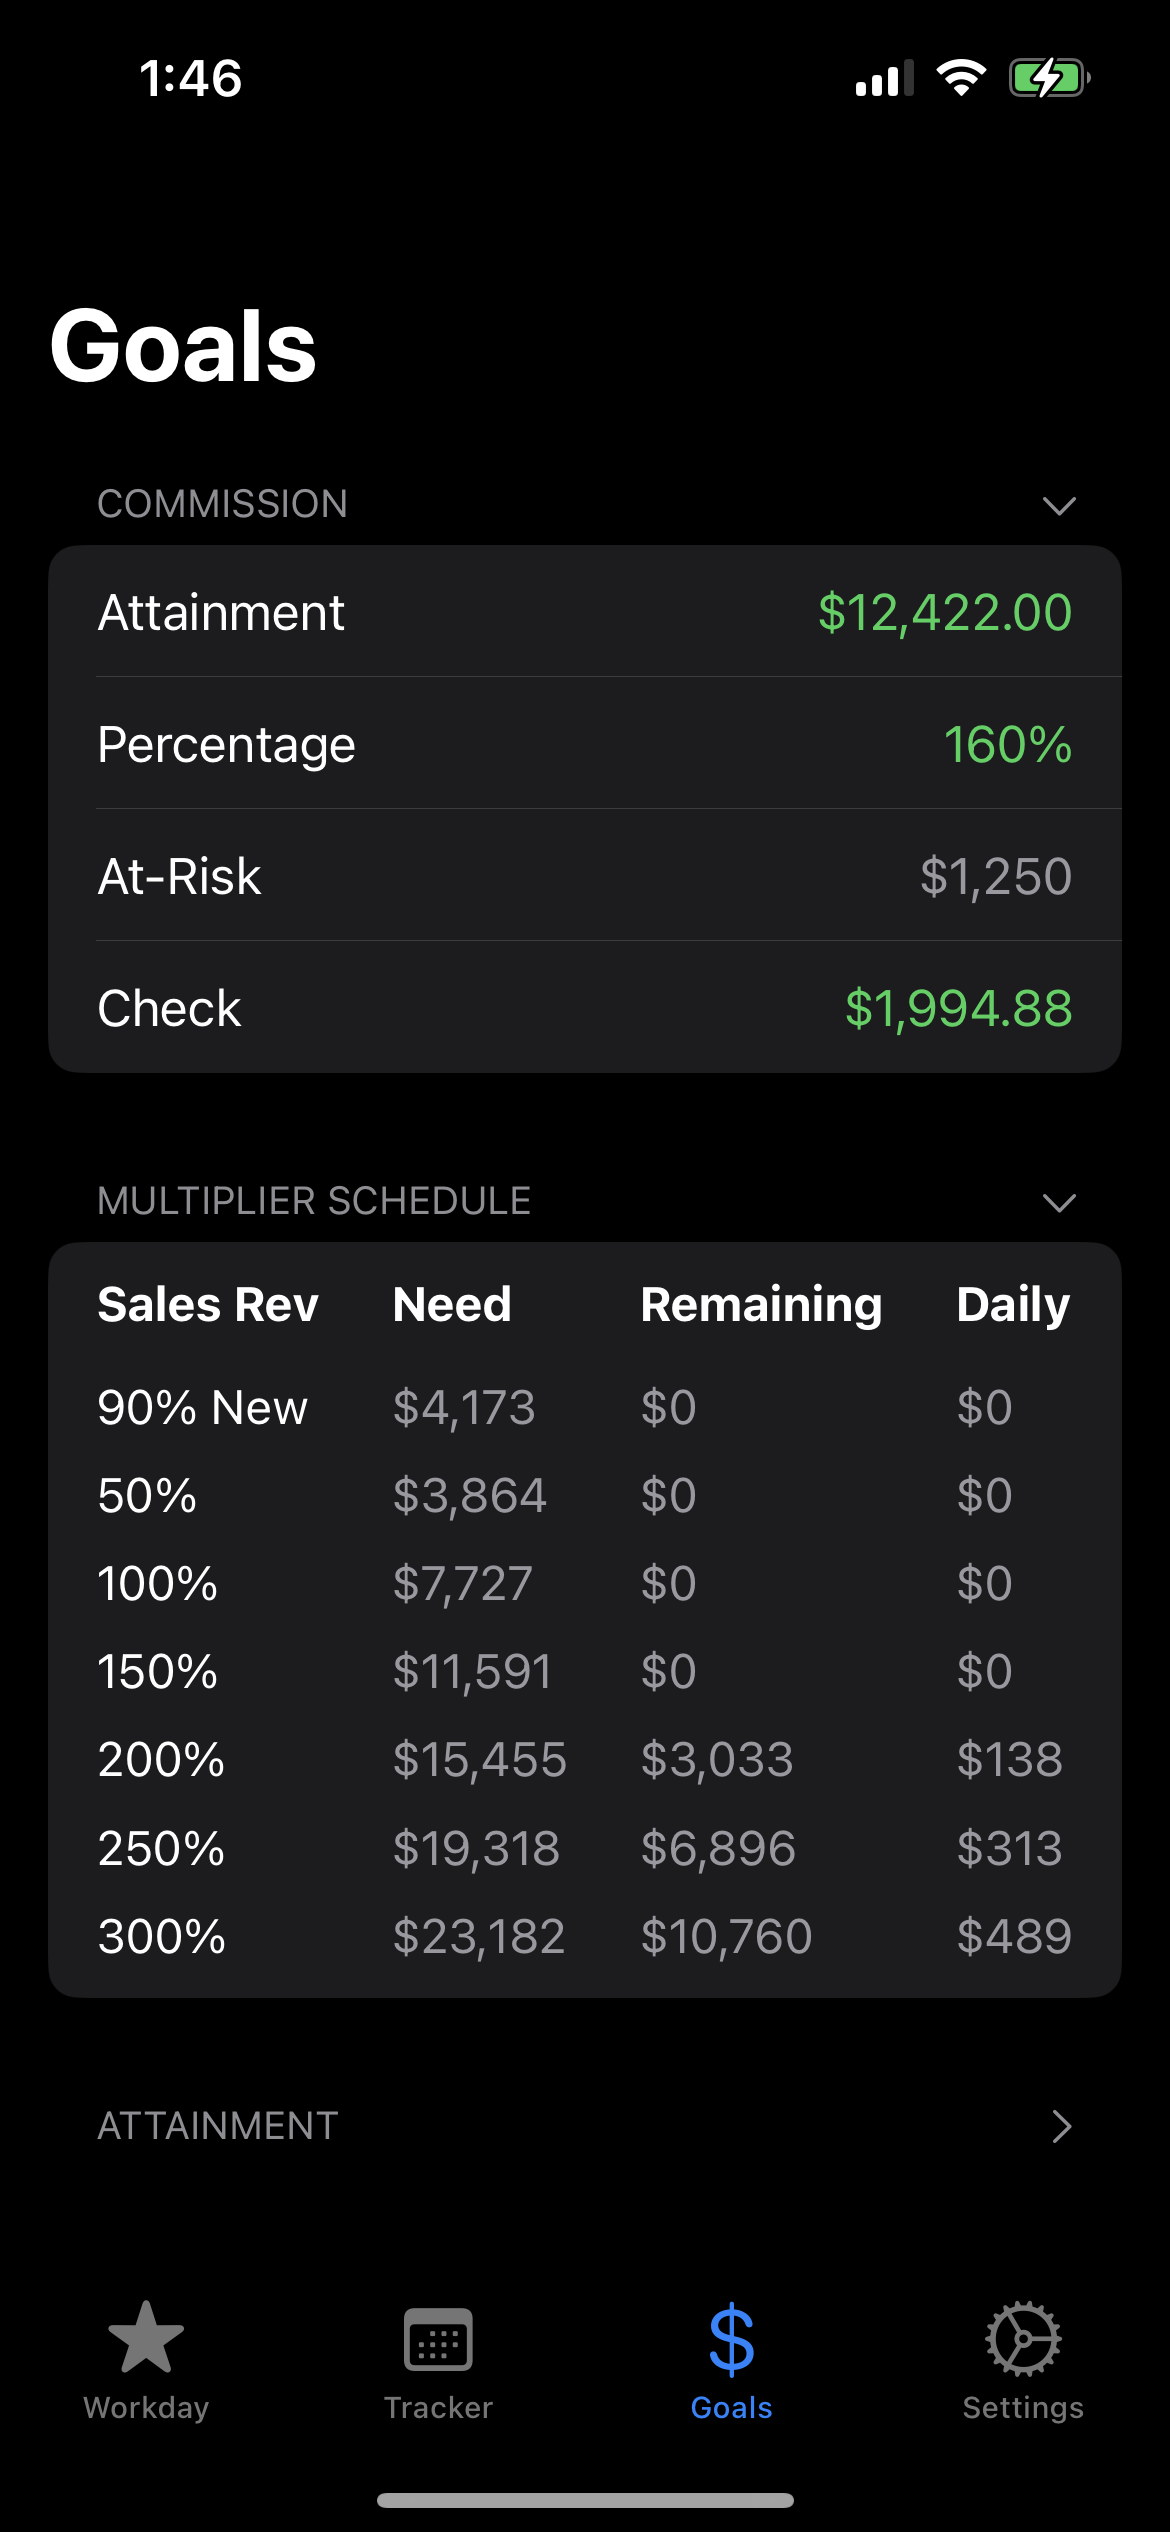 1:46
Goals
COMMISSION
Attainment $12,422.00
Percentage 160%
At-Risk $1,250
Check $1,994.88
MULTIPLIER SCHEDULE
Sales Rev Need Remaining Daily
90% New $4,173 $0 $0
50% $3,864 $0 $0
100% $7,727 $0 $0
150% $11,591 $0 $0
200% $15,455 $3,033 $138
250% $19,318 $6,896 $313
300% $23,182 $10,760 $489
ATTAINMENT
Workday Tracker Goals Settings